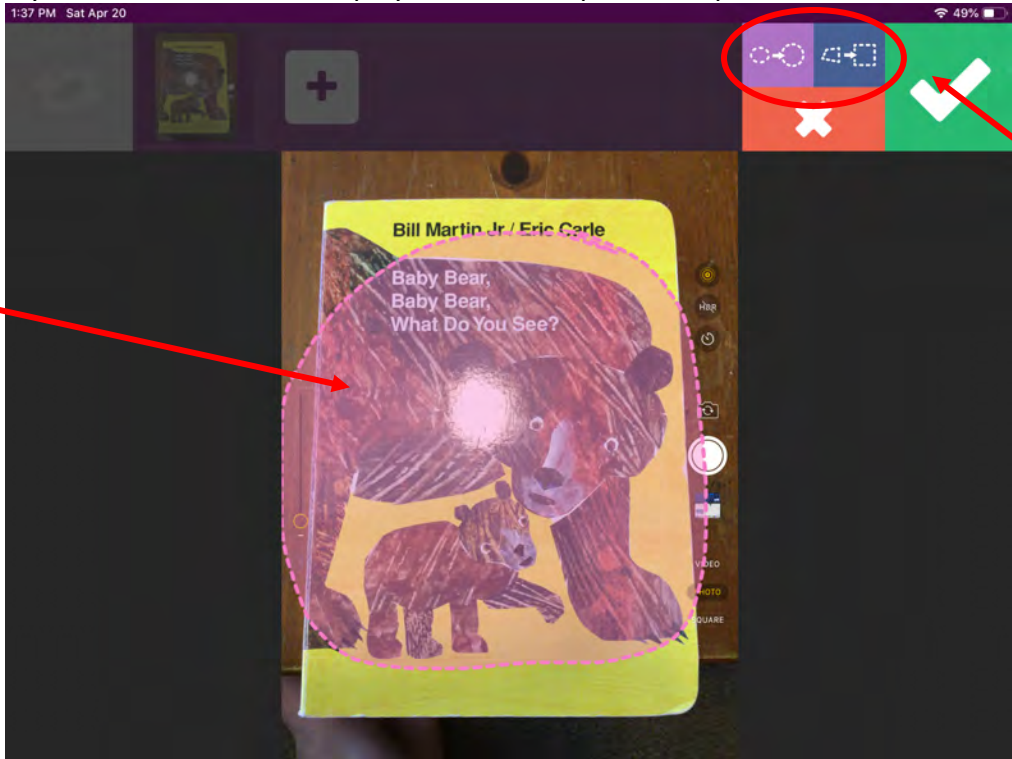 1:37 PM Sat Apr 20
49%
Bill Martin Jr / Eric Carle
Baby Bear,
Baby Bear,
What Do You See?
HDR
VIDEO
PHOTO
SQUARE